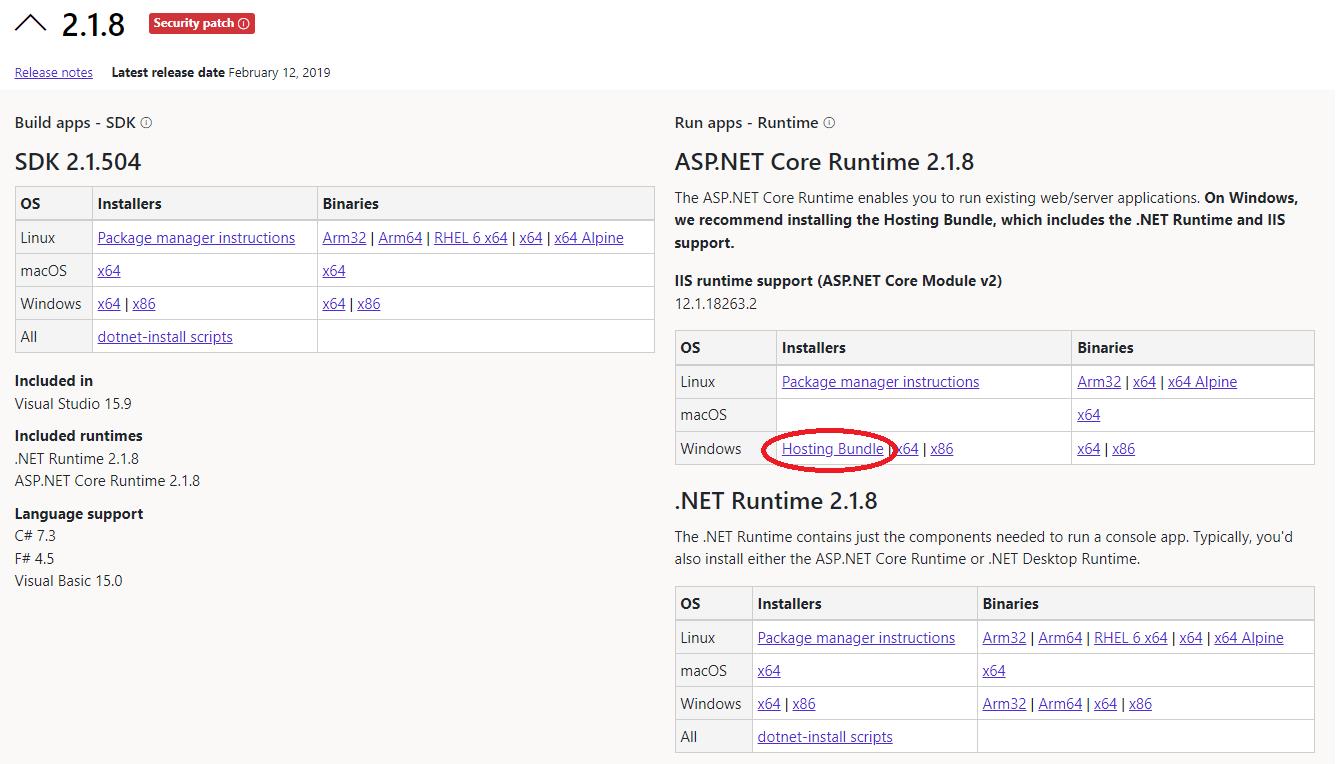 2.1.8 Security patch
Release notes Latest release date February 12, 2019
Build apps - SDK
SDK 2.1.504
OS Installers Binaries
Linux Package manager instructions Arm32 | Arm64 | RHEL 6 x64 | x64 | x64 Alpine
macOS x64 x64
Windows x64 | x86 x64 | x86
All dotnet-install scripts
Included in
Visual Studio 15.9
Included runtimes
.NET Runtime 2.1.8
ASP.NET Core Runtime 2.1.8
Language support
C# 7.3
F# 4.5
Visual Basic 15.0
Run apps - Runtime
ASP.NET Core Runtime 2.1.8
The ASP.NET Core Runtime enables you to run existing web/server applications. On Windows,
we recommend installing the Hosting Bundle, which includes the .NET Runtime and IIS
support.
IIS runtime support (ASP.NET Core Module v2)
12.1.18263.2
OS Installers Binaries
Linux Package manager instructions Arm32 | x64 | x64 Alpine
macOS x64
Windows Hosting Bundle | x64 | x86 x64 | x86
.NET Runtime 2.1.8
The .NET Runtime contains just the components needed to run a console app. Typically, you'd
also install either the ASP.NET Core Runtime or .NET Desktop Runtime.
OS Installers Binaries
Linux Package manager instructions Arm32 | Arm64 | RHEL 6 x64 | x64 | x64 Alpine
macOS x64 x64
Windows x64 | x86 Arm32 | Arm64 | x64 | x86
All dotnet-install scripts